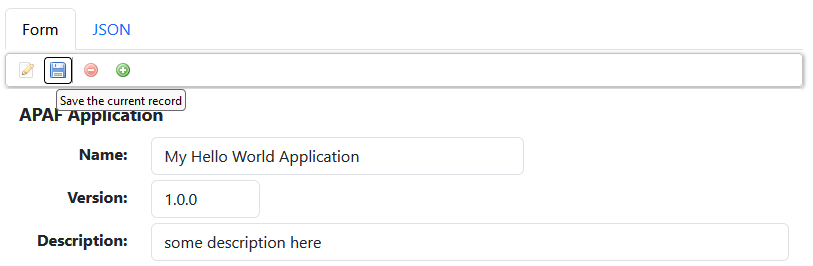 Form JSON
Save the current record
APAF Application
Name: My Hello World Application
Version: 1.0.0
Description: some description here